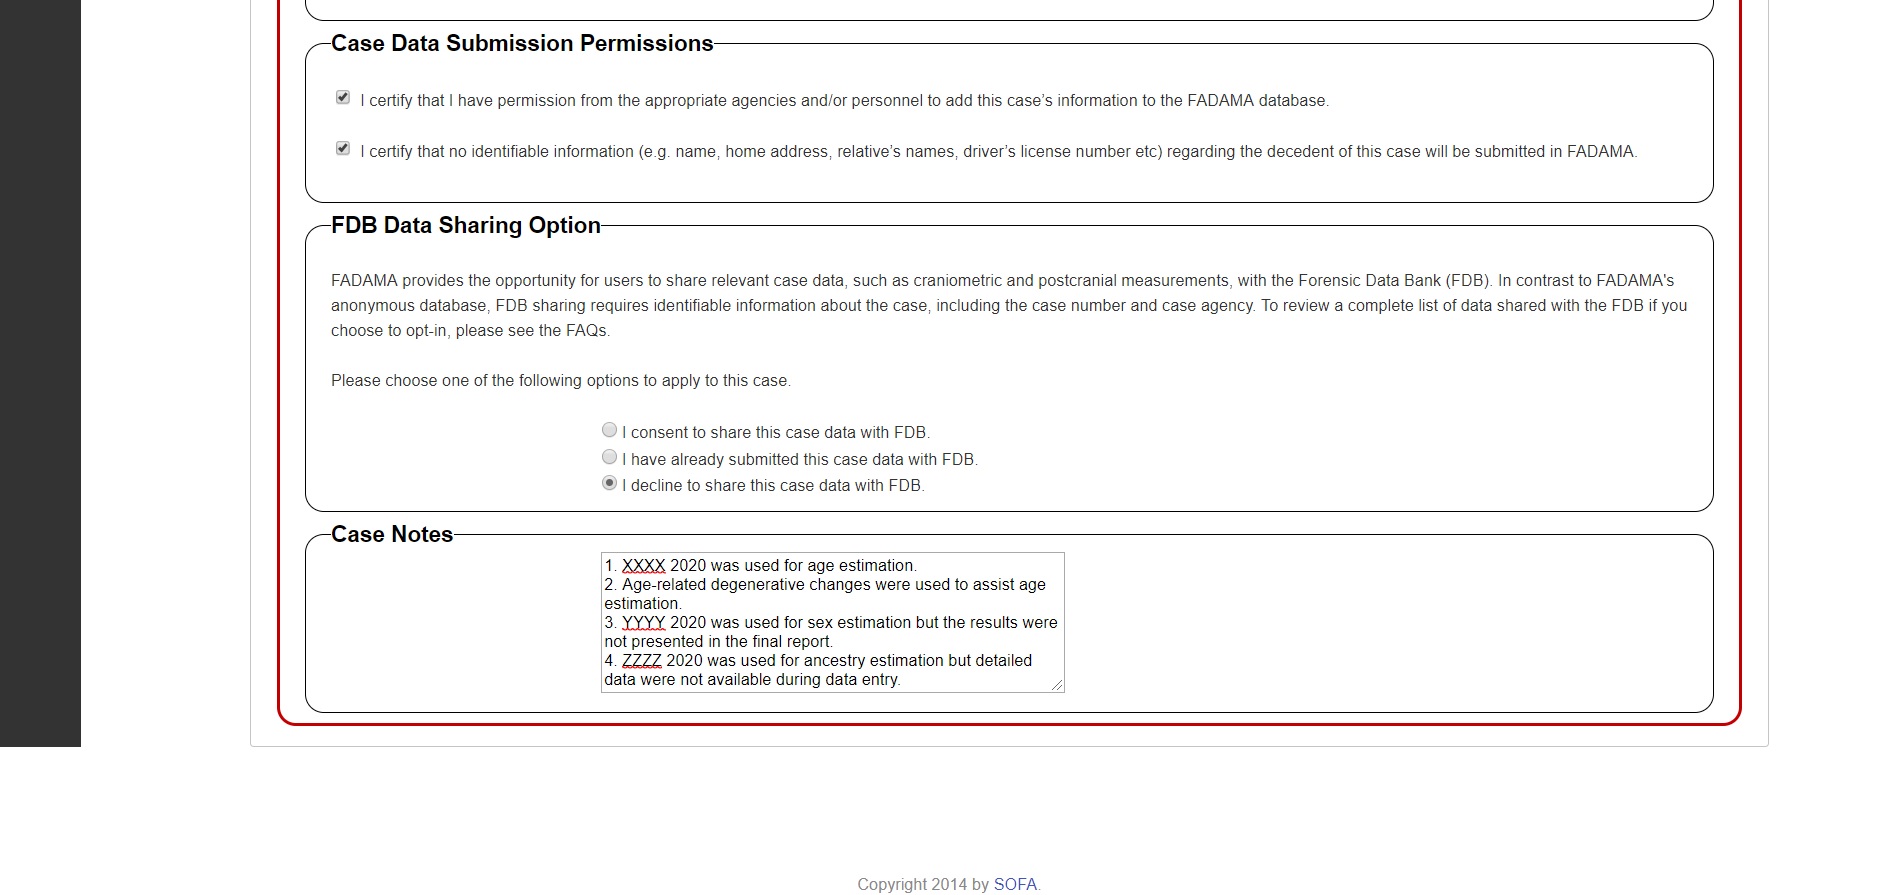 Case Data Submission Permissions
I certify that I have permission from the appropriate agencies and/or personnel to add this case’s information to the FADAMA database.
I certify that no identifiable information (e.g. name, home address, relative’s names, driver’s license number etc) regarding the decedent of this case will be submitted in FADAMA.
FDB Data Sharing Option
FADAMA provides the opportunity for users to share relevant case data, such as craniometric and postcranial measurements, with the Forensic Data Bank (FDB). In contrast to FADAMA's
anonymous database, FDB sharing requires identifiable information about the case, including the case number and case agency. To review a complete list of data shared with the FDB if you
choose to opt-in, please see the FAQs.
Please choose one of the following options to apply to this case.
I consent to share this case data with FDB.
I have already submitted this case data with FDB.
I decline to share this case data with FDB.
Case Notes
1. XXXX 2020 was used for age estimation.
2. Age-related degenerative changes were used to assist age
estimation.
3. YYYY 2020 was used for sex estimation but the results were
not presented in the final report.
4. ZZZZ 2020 was used for ancestry estimation but detailed
data were not available during data entry.
Copyright 2014 by SOFA.